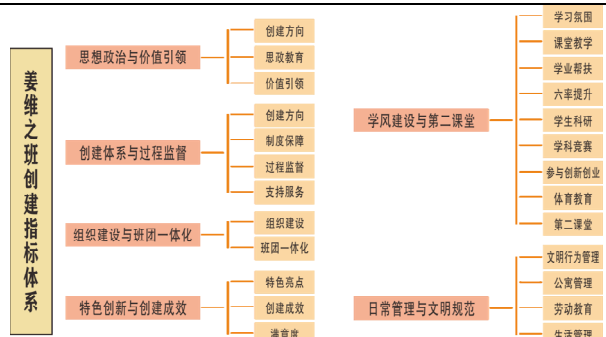 姜维之班创建指标体系
思想政治与价值引领
创建方向
思政教育
价值引领
创建体系与过程监督
创建方向
制度保障
过程监督
支持服务
组织建设与班团一体化
组织建设
班团一体化
特色创新与创建成效
特色亮点
创建成效
满意度
学风建设与第二课堂
学习氛围
课堂教学
学业帮扶
六率提升
学生科研
学科竞赛
参与创新创业
体育教育
第二课堂
日常管理与文明规范
文明行为管理
公寓管理
劳动教育
生活管理